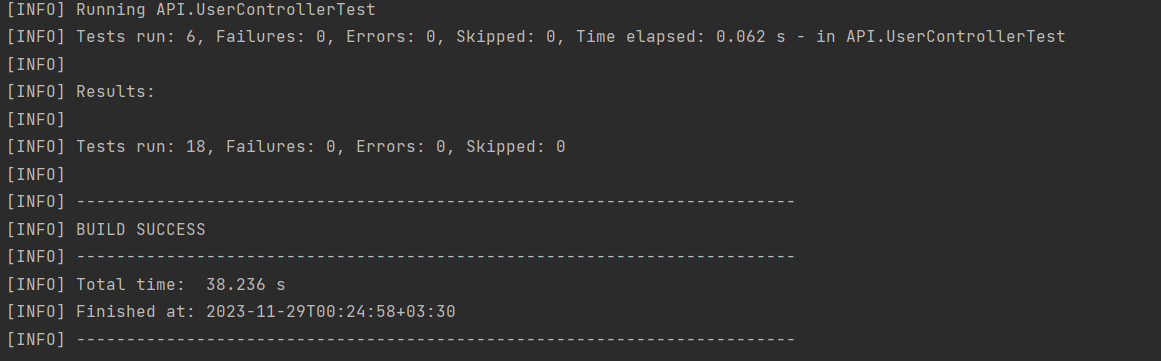 [INFO] Running API.UserControllerTest
[INFO] Tests run: 6, Failures: 0, Errors: 0, Skipped: 0, Time elapsed: 0.062 s - in API.UserControllerTest
[INFO]
[INFO] Results:
[INFO]
[INFO] Tests run: 18, Failures: 0, Errors: 0, Skipped: 0
[INFO]
[INFO] ------------------------------------------------------------------------
[INFO] BUILD SUCCESS
[INFO] ------------------------------------------------------------------------
[INFO] Total time:  38.236 s
[INFO] Finished at: 2023-11-29T00:24:58+03:30
[INFO] ------------------------------------------------------------------------